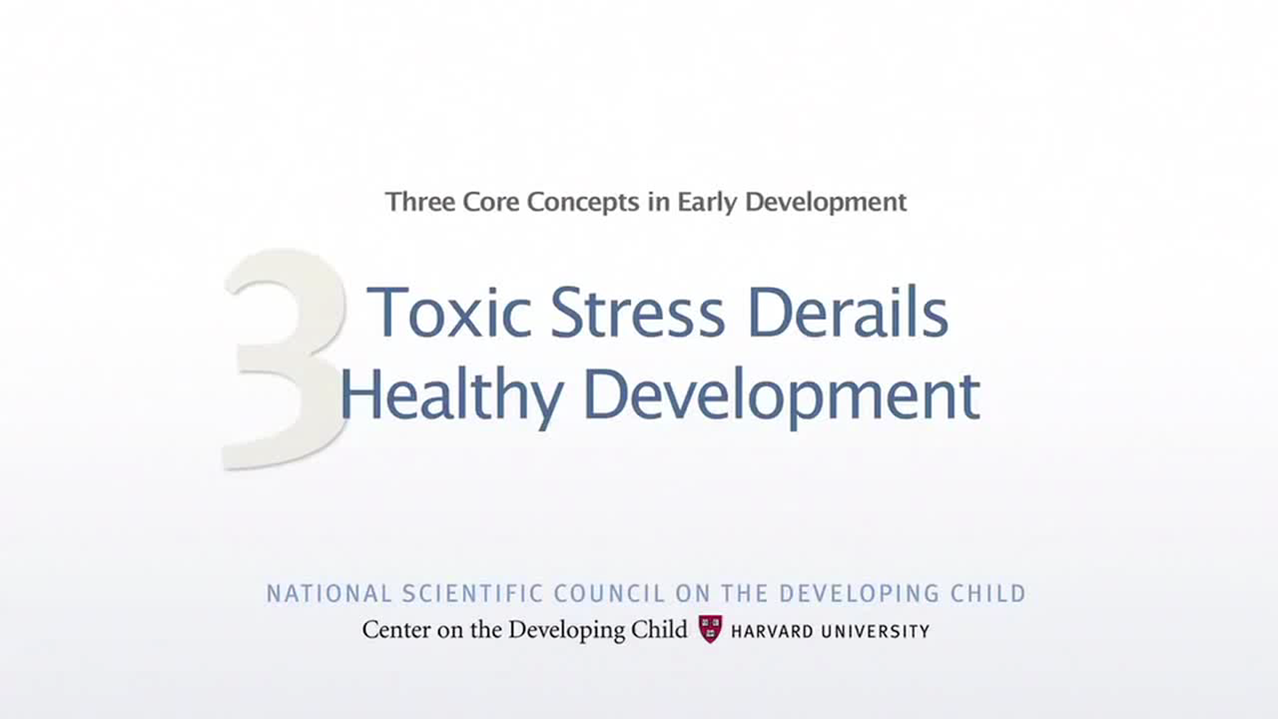 Three Core Concepts in Early Development
3
Toxic Stress Derails
Healthy Development
NATIONAL SCIENTIFIC COUNCIL ON THE DEVELOPING CHILD
Center on the Developing Child HARVARD UNIVERSITY